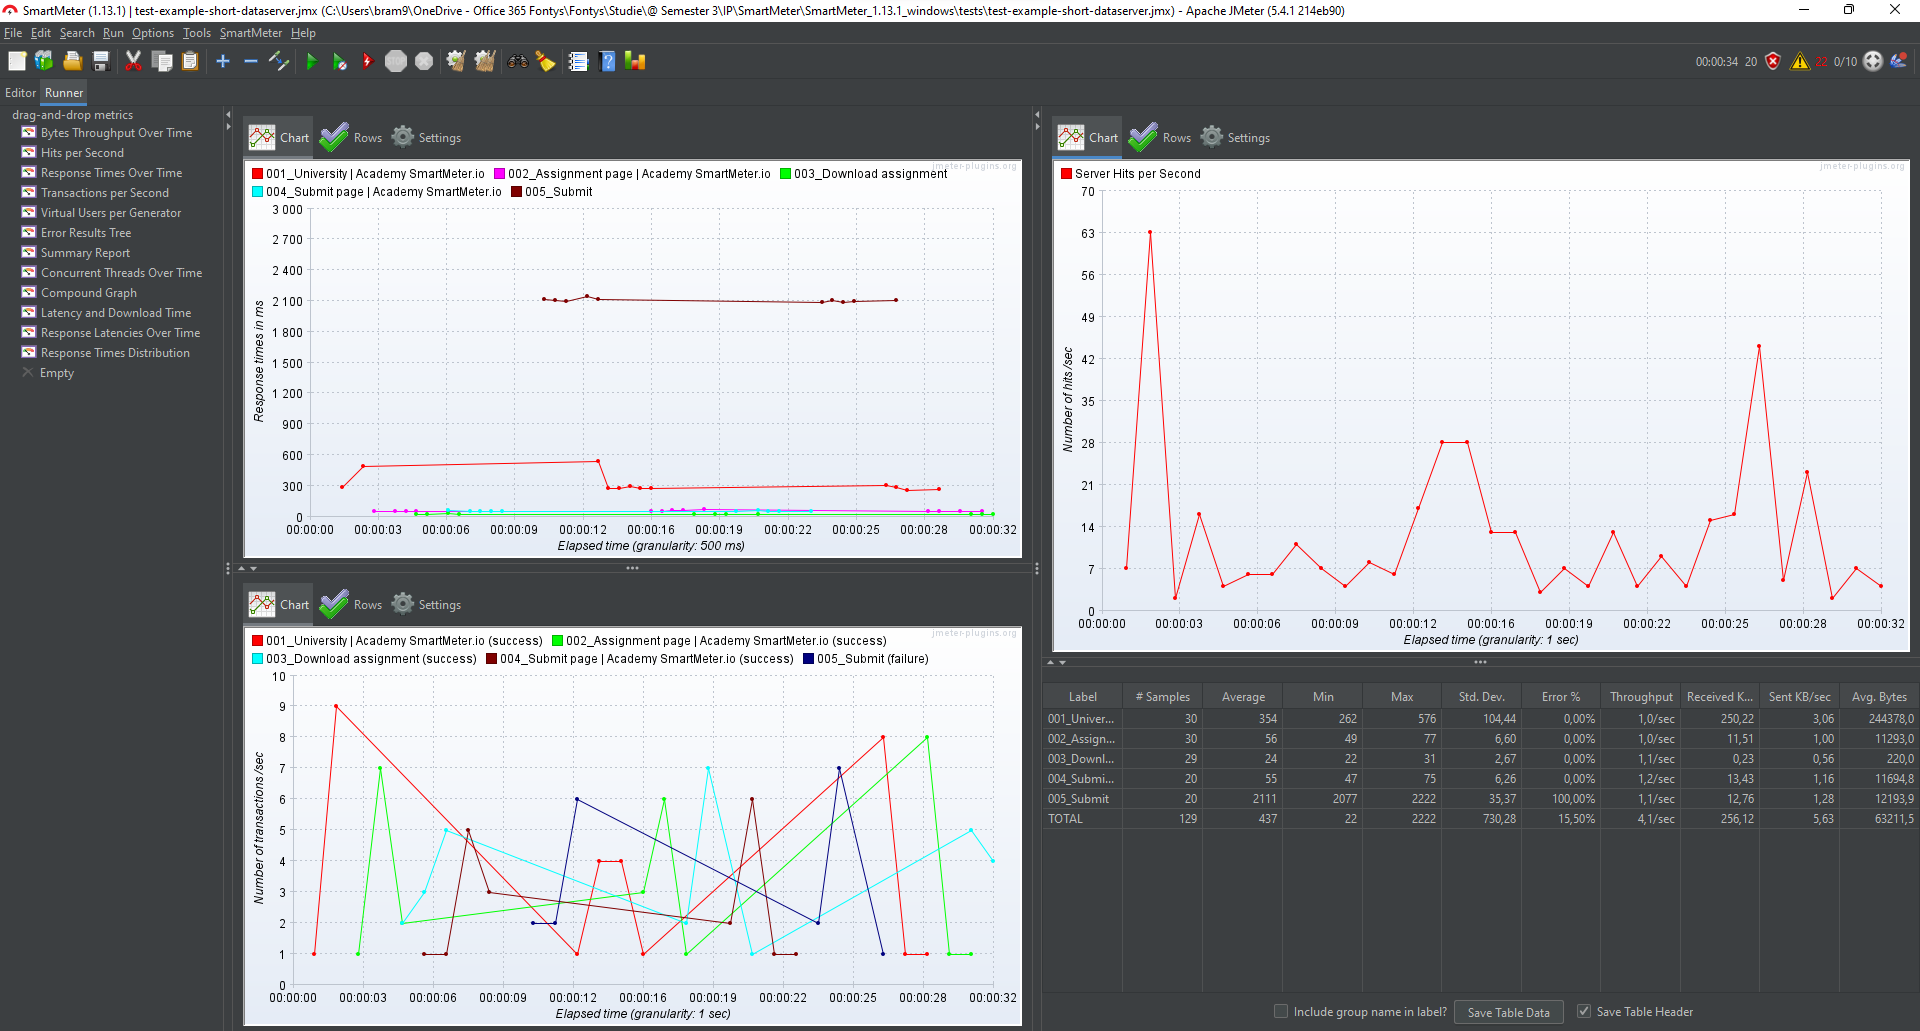 SmartMeter (1.13.1) | test-example-short-dataserver.jmx (C:\Users\bram9\OneDrive - Office 365 Fontys\Fontys\Studie\@ Semester 3\IP\SmartMeter\SmartMeter_1.13.1_windows\tests\test-example-short-dataserver.jmx) - Apache JMeter (5.4.1 214eb90)
File Edit Search Run Options Tools SmartMeter Help
00:00:34 20 22 0/10
Editor Runner
drag-and-drop metrics
Bytes Throughput Over Time
Hits per Second
Response Times Over Time
Transactions per Second
Virtual Users per Generator
Error Results Tree
Summary Report
Concurrent Threads Over Time
Compound Graph
Latency and Download Time
Response Latencies Over Time
Response Times Distribution
Empty
Chart Rows Settings
jmeter-plugins.org
001_University | Academy SmartMeter.io 002_Assignment page | Academy SmartMeter.io 003_Download assignment
004_Submit page | Academy SmartMeter.io 005_Submit
3 000
2 700
2 400
2 100
1 800
1 500
1 200
900
600
300
0
Response times in ms
00:00:00 00:00:03 00:00:06 00:00:09 00:00:12 00:00:16 00:00:19 00:00:22 00:00:25 00:00:28 00:00:32
Elapsed time (granularity: 500 ms)
Chart Rows Settings
jmeter-plugins.org
001_University | Academy SmartMeter.io (success) 002_Assignment page | Academy SmartMeter.io (success)
003_Download assignment (success) 004_Submit page | Academy SmartMeter.io (success) 005_Submit (failure)
10
9
8
7
6
5
4
3
2
1
0
Number of transactions /sec
00:00:00 00:00:03 00:00:06 00:00:09 00:00:12 00:00:16 00:00:19 00:00:22 00:00:25 00:00:28 00:00:32
Elapsed time (granularity: 1 sec)
Chart Rows Settings
jmeter-plugins.org
Server Hits per Second
70
63
56
49
42
35
28
21
14
7
0
Number of hits /sec
00:00:00 00:00:03 00:00:06 00:00:09 00:00:12 00:00:16 00:00:19 00:00:22 00:00:25 00:00:28 00:00:32
Elapsed time (granularity: 1 sec)
Label # Samples Average Min Max Std. Dev. Error % Throughput Received K... Sent KB/sec Avg. Bytes
001_Univer... 30 354 262 576 104,44 0,00% 1,0/sec 250,22 3,06 244378,0
002_Assign... 30 56 49 77 6,60 0,00% 1,0/sec 11,51 1,00 11293,0
003_Downl... 29 24 22 31 2,67 0,00% 1,1/sec 0,23 0,56 220,0
004_Submi... 20 55 47 75 6,26 0,00% 1,2/sec 13,43 1,16 11694,8
005_Submit 20 2111 2077 2222 35,37 100,00% 1,1/sec 12,76 1,28 12193,9
TOTAL 129 437 22 2222 730,28 15,50% 4,1/sec 256,12 5,63 63211,5
Include group name in label? Save Table Data Save Table Header